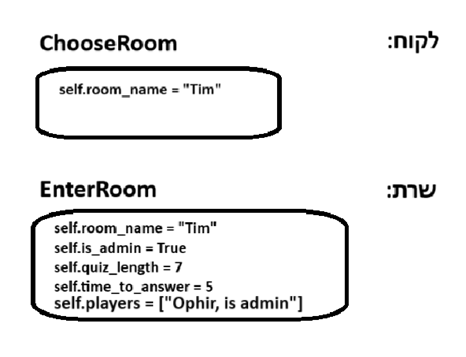 ChooseRoom
לקוח:
self.room_name = "Tim"
EnterRoom
שרת:
self.room_name = "Tim"
self.is_admin = True
self.quiz_length = 7
self.time_to_answer = 5
self.players = ["Ophir, is admin"]